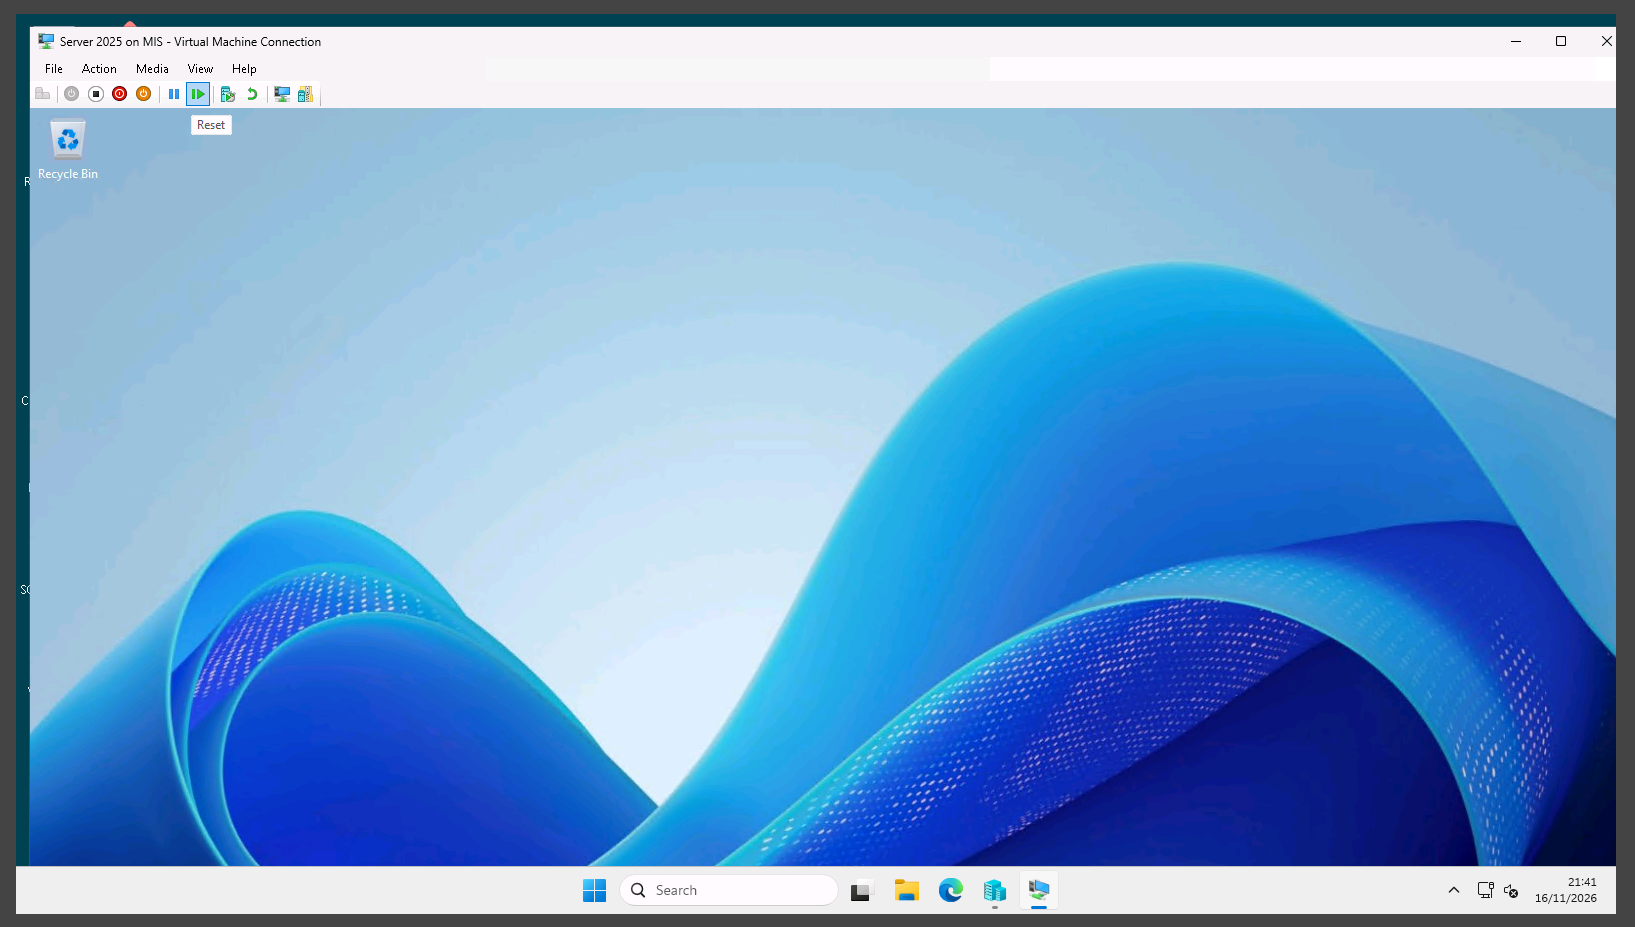 Server 2025 on MIS - Virtual Machine Connection
File Action Media View Help
Reset
Recycle Bin
R
C
SC
Search
21:41
16/11/2026